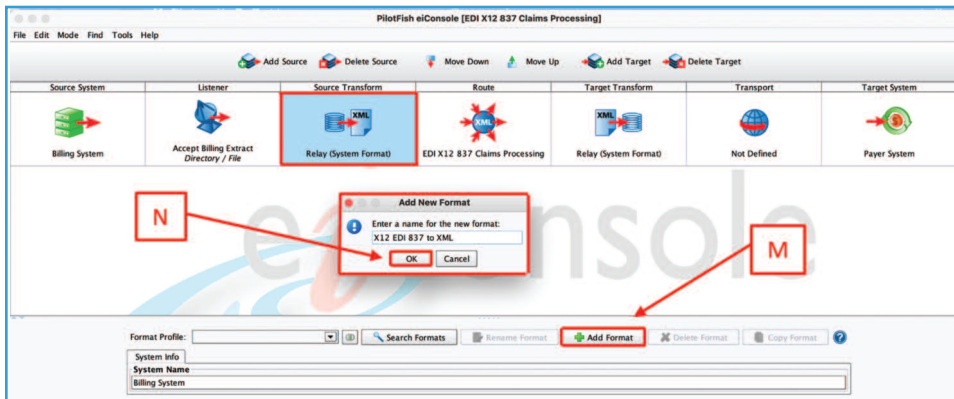 PilotFish eiConsole [EDI X12 837 Claims Processing]
File Edit Mode Find Tools Help
Add Source Delete Source Move Down Move Up Add Target Delete Target
Source System Listener Source Transform Route Target Transform Transport Target System
XML XML XML
Billing System Accept Billing Extract Relay (System Format) EDI X12 837 Claims Processing Relay (System Format) Not Defined Payer System
Directory / File
Add New Format
Enter a name for the new format:
X12 EDI 837 to XML
OK Cancel
N
M
eiConsole
Format Profile: Search Formats Rename Format Add Format Delete Format Copy Format ?
System Info
System Name
Billing System